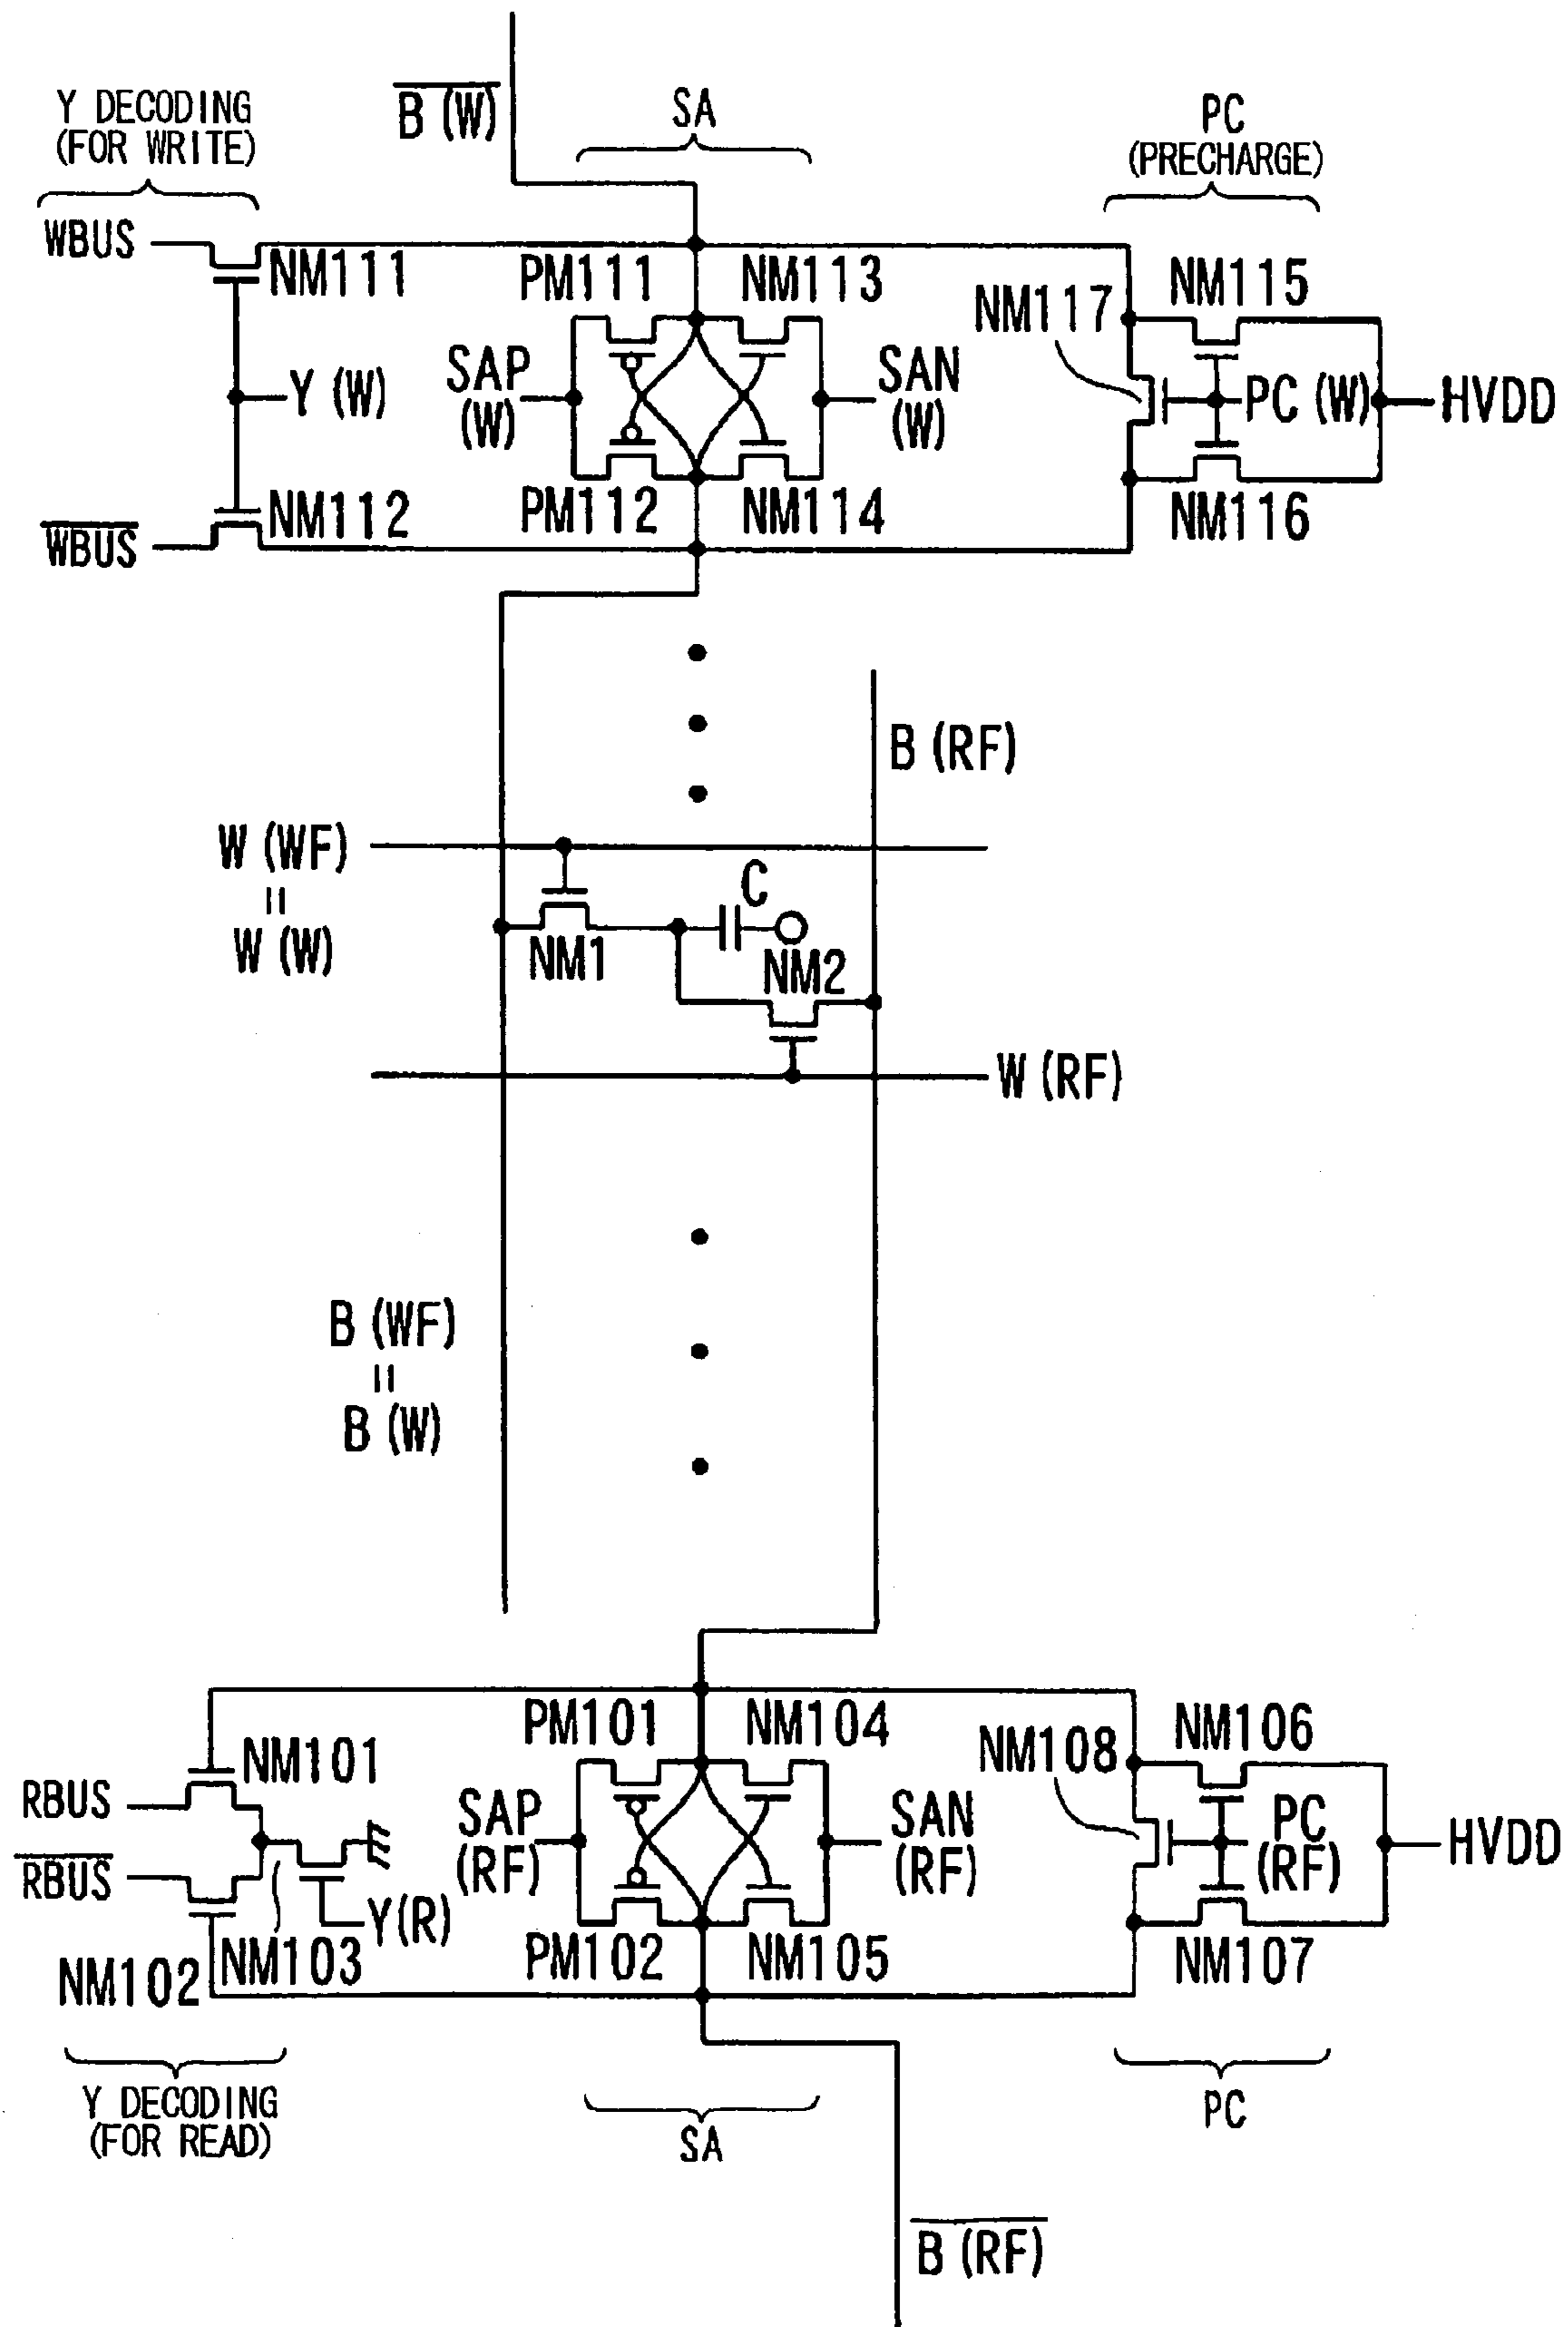 Y DECODING
(FOR WRITE)
B(W)
SA
PC
(PRECHARGE)
WBUS
NM111
PM111
NM113
NM117
NM115
SAP
(W)
SAN
(W)
Y(W)
PC(W)
HVDD
WBUS
NM112
PM112
NM114
NM116
B(RF)
W(WF)
=
W(W)
C
NM1
NM2
W(RF)
B(WF)
=
B(W)
PM101
NM104
NM108
NM106
RBUS
NM101
SAP
(RF)
SAN
(RF)
PC
(RF)
HVDD
RBUS
Y(R)
NM102
NM103
PM102
NM105
NM107
Y DECODING
(FOR READ)
SA
PC
B(RF)